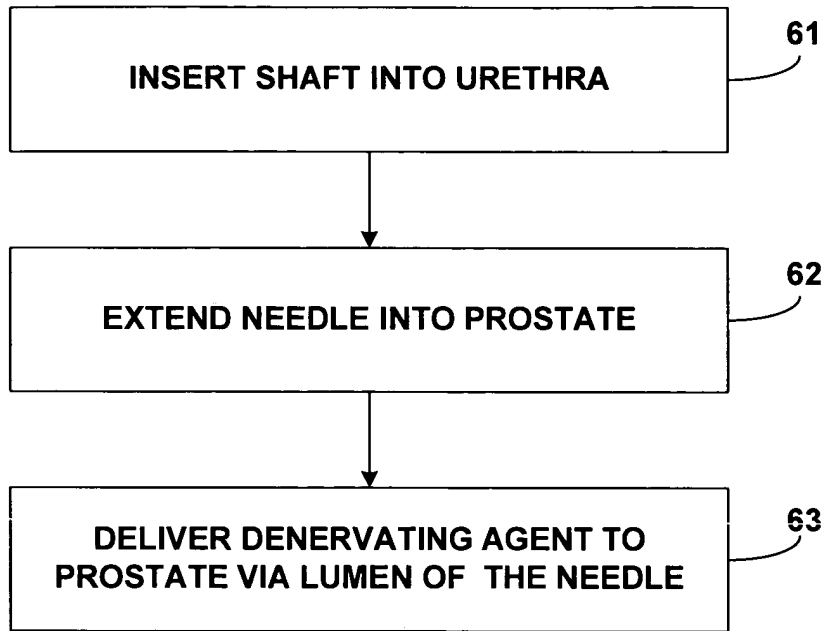 61
INSERT SHAFT INTO URETHRA
62
EXTEND NEEDLE INTO PROSTATE
63
DELIVER DENERVATING AGENT TO
PROSTATE VIA LUMEN OF THE NEEDLE